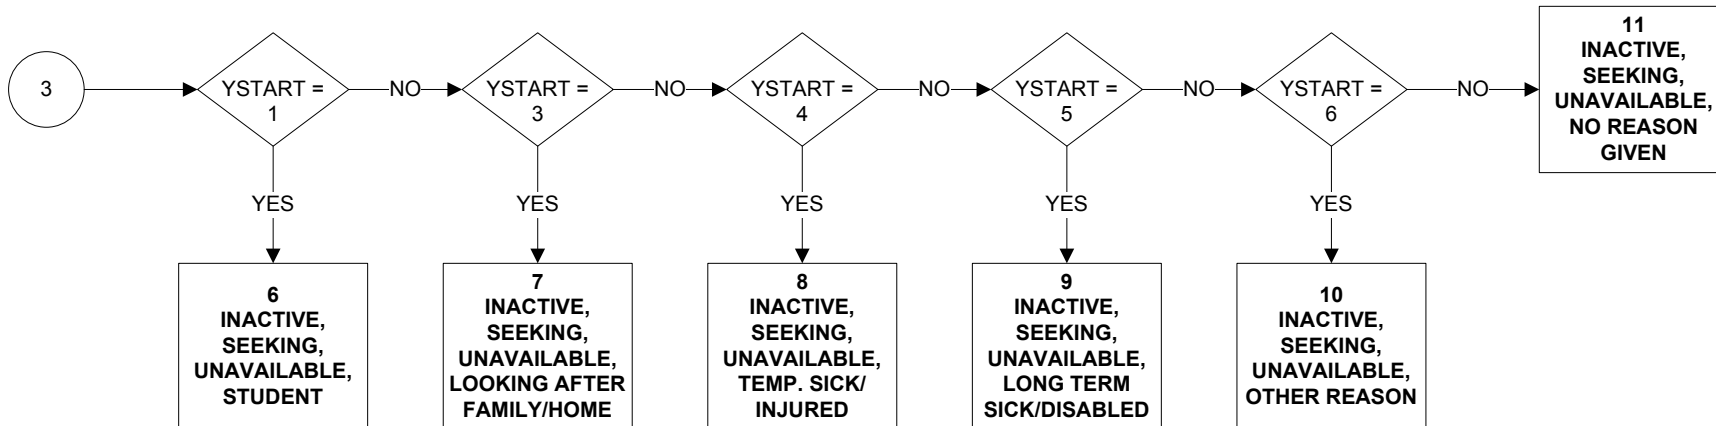 3
YSTART =
1
NO
YSTART =
3
NO
YSTART =
4
NO
YSTART =
5
NO
YSTART =
6
NO
11
INACTIVE,
SEEKING,
UNAVAILABLE,
NO REASON
GIVEN
YES
YES
YES
YES
YES
6
INACTIVE,
SEEKING,
UNAVAILABLE,
STUDENT
7
INACTIVE,
SEEKING,
UNAVAILABLE,
LOOKING AFTER
FAMILY/HOME
8
INACTIVE,
SEEKING,
UNAVAILABLE,
TEMP. SICK/
INJURED
9
INACTIVE,
SEEKING,
UNAVAILABLE,
LONG TERM
SICK/DISABLED
10
INACTIVE,
SEEKING,
UNAVAILABLE,
OTHER REASON